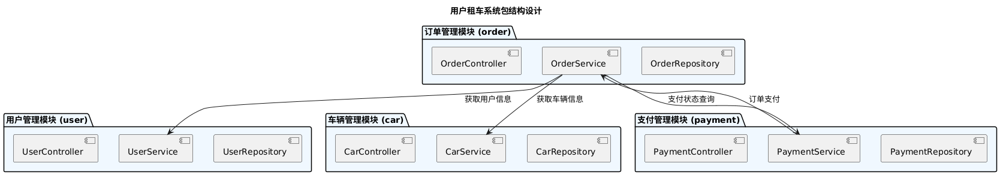 用户租车系统包结构设计
订单管理模块 (order)
OrderController
OrderService
OrderRepository
获取用户信息
获取车辆信息
支付状态查询
订单支付
用户管理模块 (user)
UserController
UserService
UserRepository
车辆管理模块 (car)
CarController
CarService
CarRepository
支付管理模块 (payment)
PaymentController
PaymentService
PaymentRepository